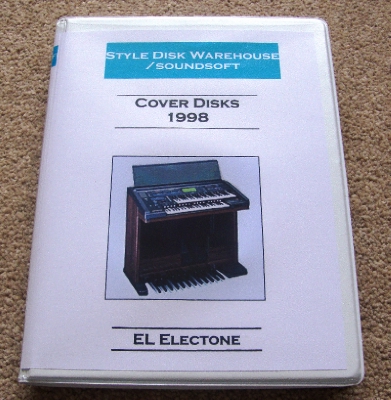 Style Disk Warehouse
/soundsoft
Cover Disks
1998
EL Electone